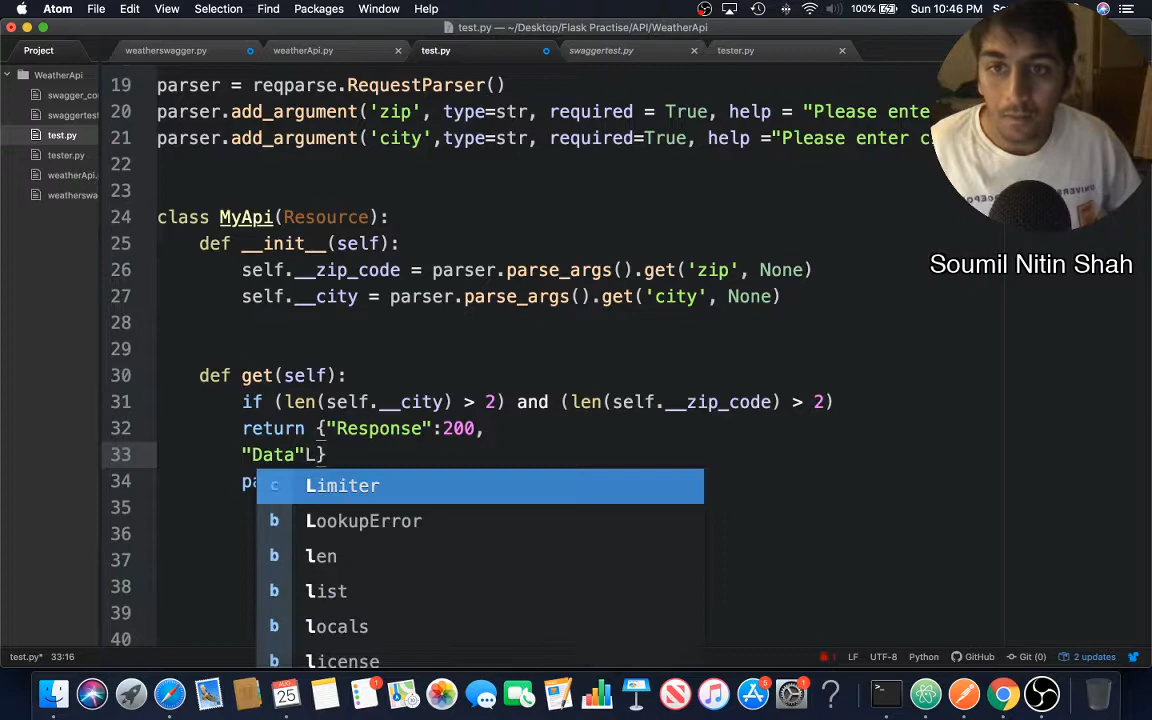 Atom File Edit View Selection Find Packages Window Help 100% Sun 10:46 PM
test.py — ~/Desktop/Flask Practise/API/WeatherApi
Project weatherswagger.py weatherApi.py test.py swaggertest.py tester.py
WeatherApi
swagger_co
swaggertest
test.py
tester.py
weatherApi.
weatherswa
19 parser = reqparse.RequestParser()
20 parser.add_argument('zip', type=str, required = True, help = "Please ente
21 parser.add_argument('city',type=str, required=True, help ="Please enter c
22
23
24 class MyApi(Resource):
25 def __init__(self):
26 self.__zip_code = parser.parse_args().get('zip', None)
27 self.__city = parser.parse_args().get('city', None)
28
29
30 def get(self):
31 if (len(self.__city) > 2) and (len(self.__zip_code) > 2)
32 return {"Response":200,
33 "Data"L}
34 pa
35
36
37
38
39
40
c Limiter
b LookupError
b len
b list
b locals
b license
Soumil Nitin Shah
test.py* 33:16 1 LF UTF-8 Python GitHub Git (0) 2 updates